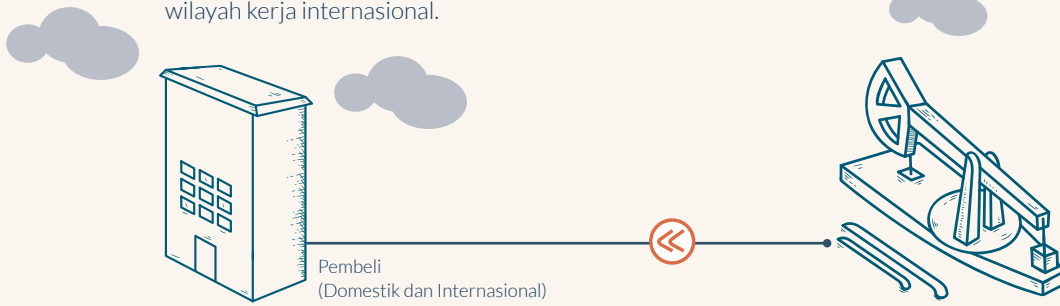 wilayah kerja internasional.
Pembeli
(Domestik dan Internasional)